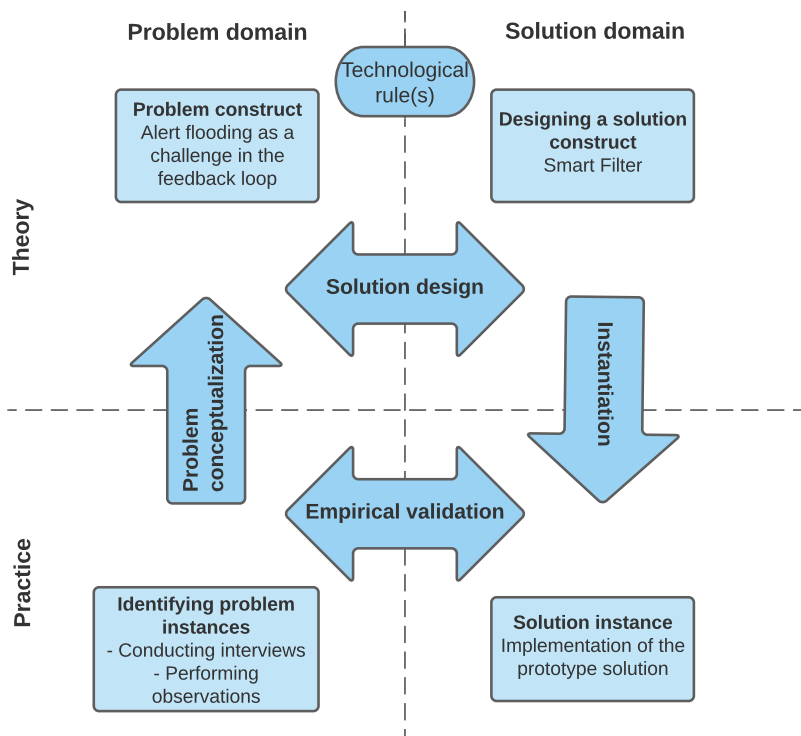 Problem domain
Solution domain
Technological
rule(s)
Problem construct
Alert flooding as a
challenge in the
feedback loop
Designing a solution
construct
Smart Filter
Theory
Solution design
Problem
conceptualization
Instantiation
Empirical validation
Practice
Identifying problem
instances
- Conducting interviews
- Performing
observations
Solution instance
Implementation of the
prototype solution